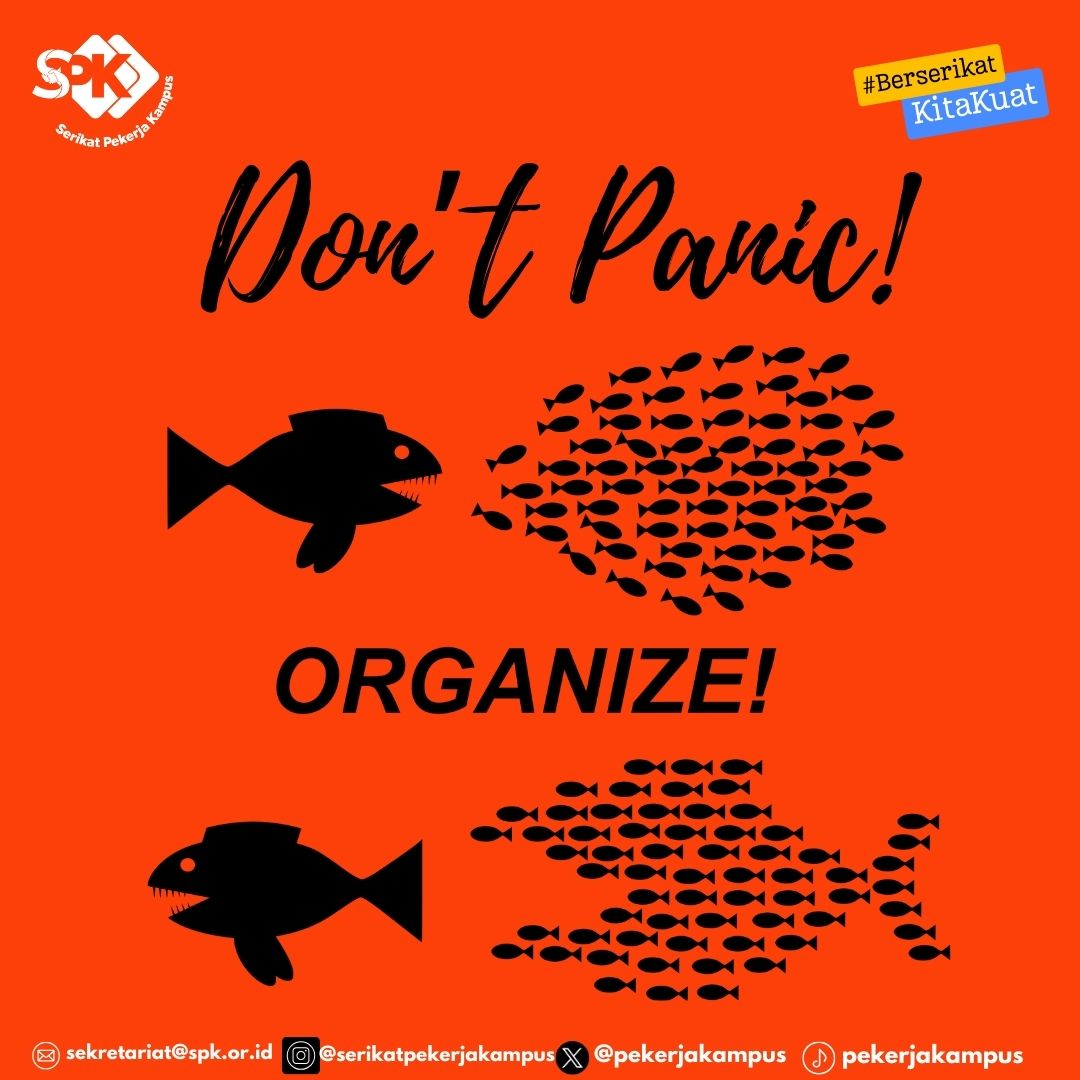 SPK
Serikat Pekerja Kampus
#Berserikat
KitaKuat
Don't Panic!
ORGANIZE!
sekretariat@spk.or.id @serikatpekerjakampus @pekerjakampus pekerjakampus